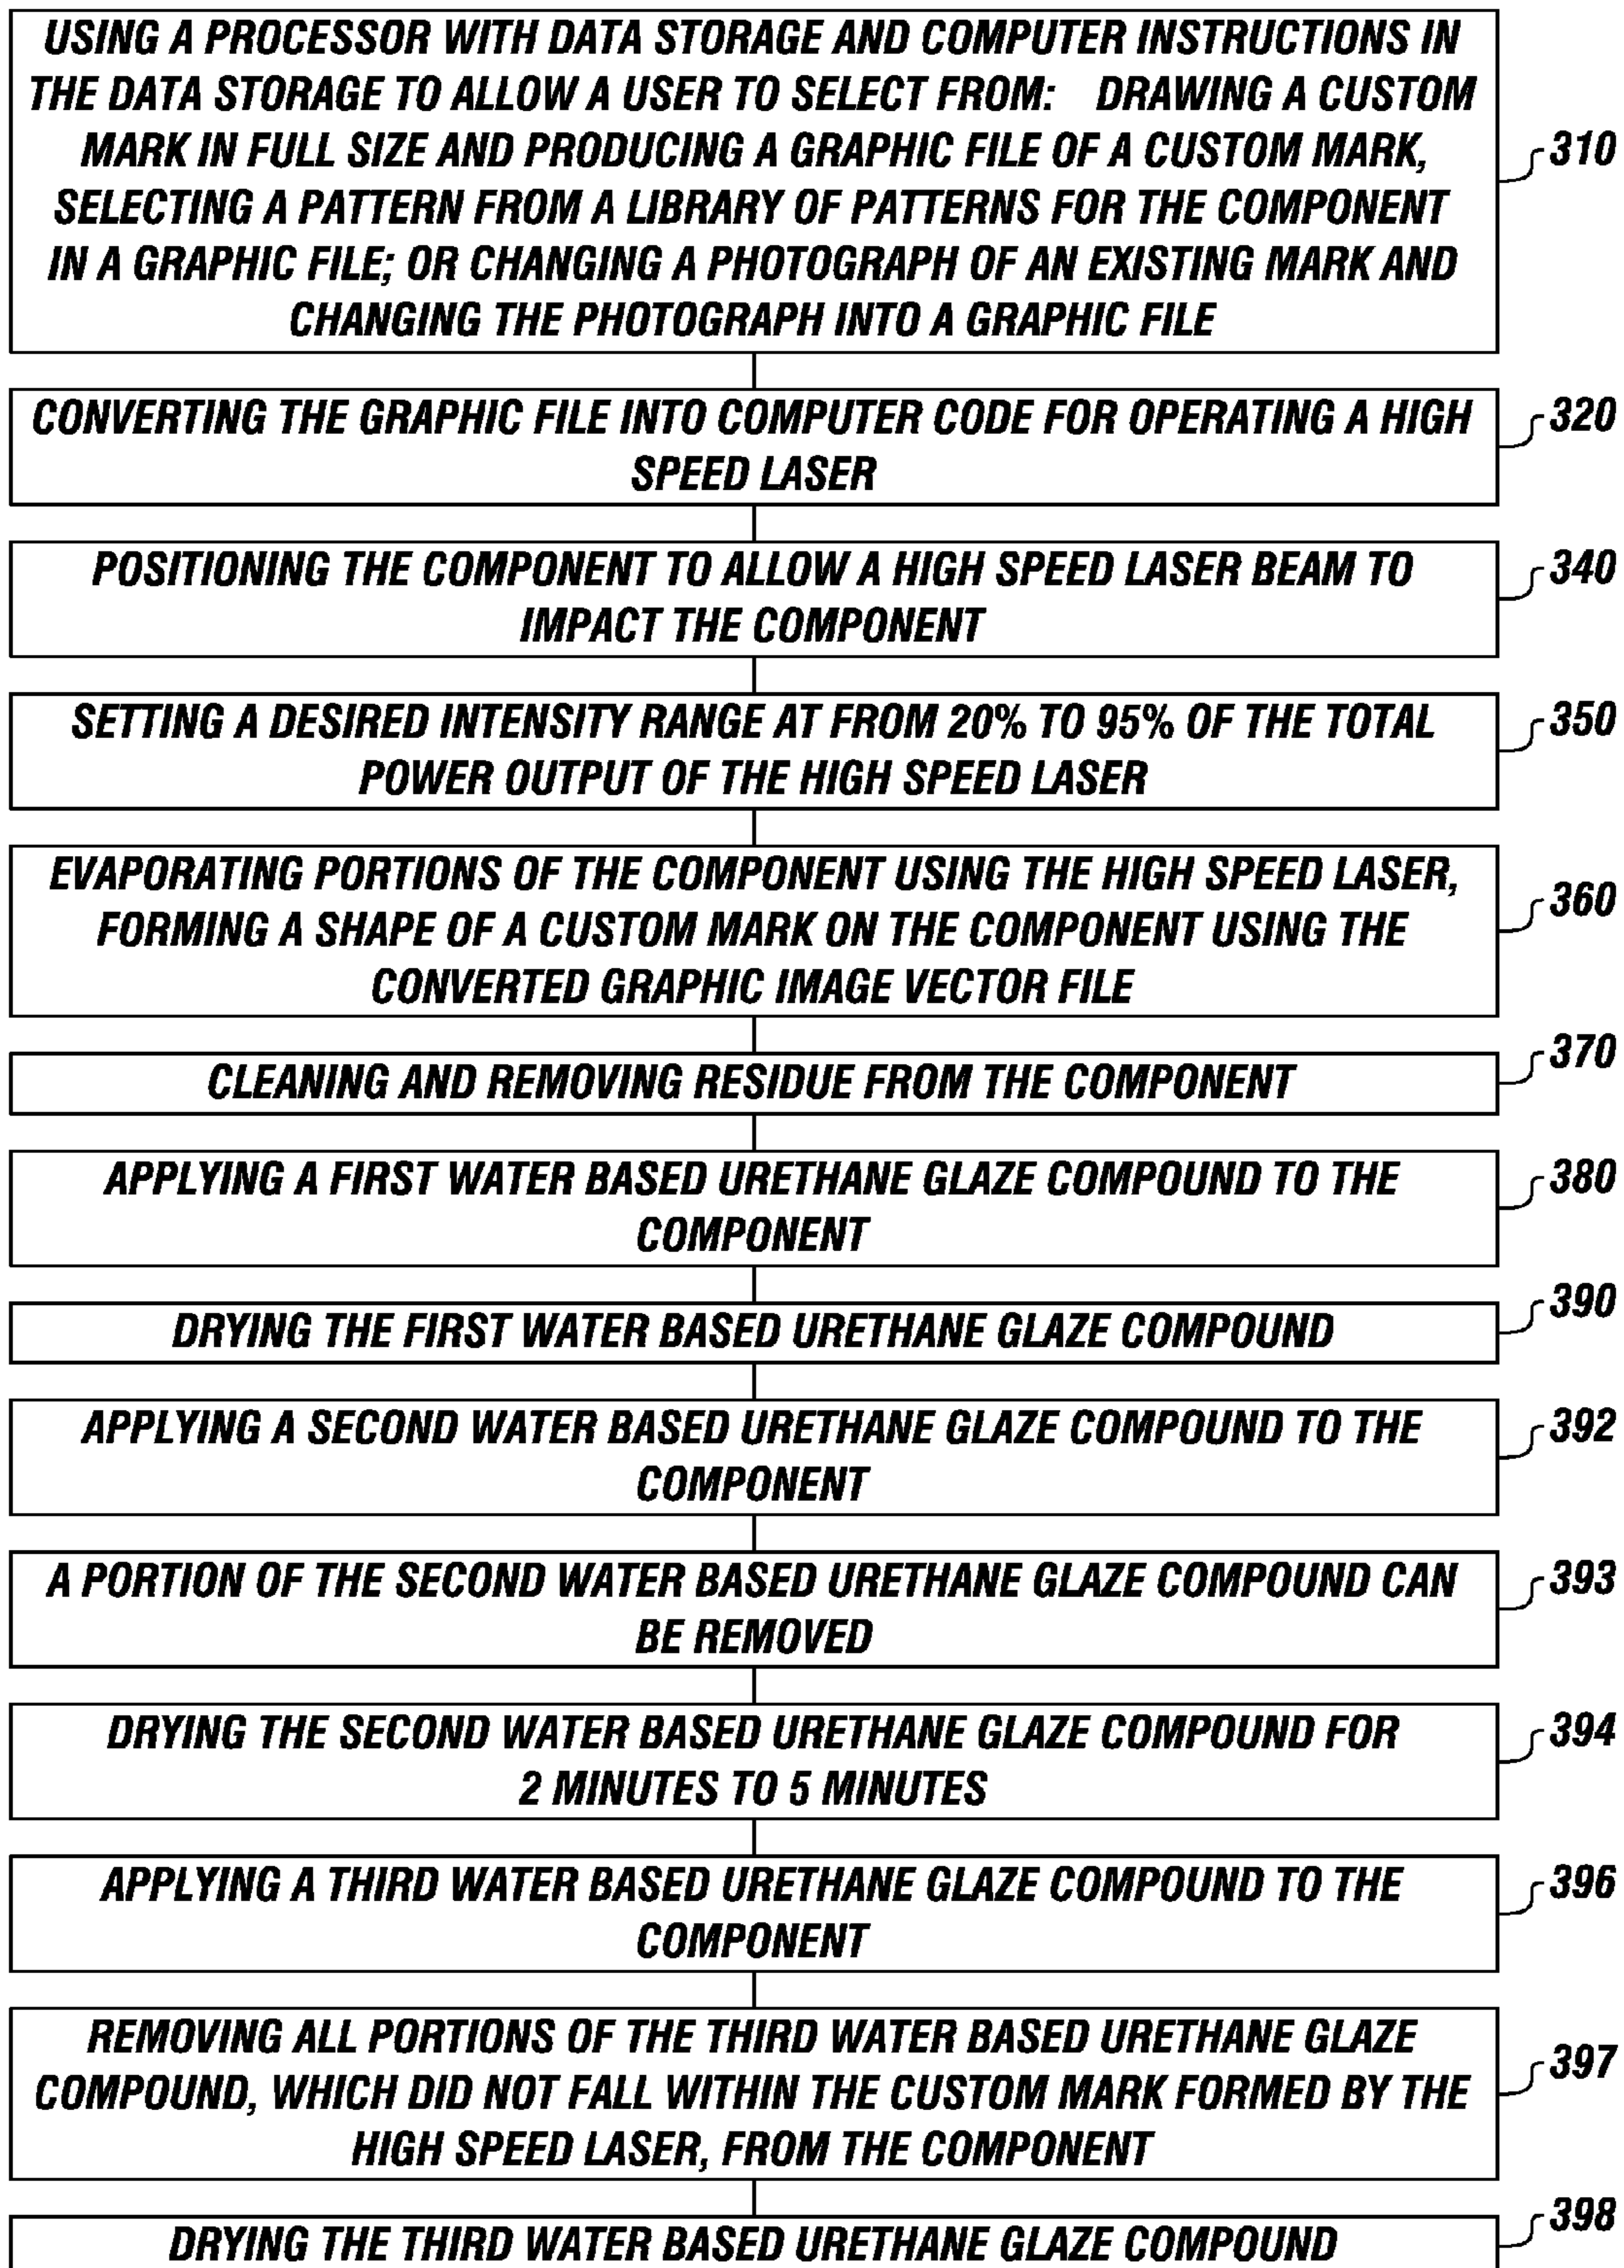 USING A PROCESSOR WITH DATA STORAGE AND COMPUTER INSTRUCTIONS IN
THE DATA STORAGE TO ALLOW A USER TO SELECT FROM: DRAWING A CUSTOM
MARK IN FULL SIZE AND PRODUCING A GRAPHIC FILE OF A CUSTOM MARK,
SELECTING A PATTERN FROM A LIBRARY OF PATTERNS FOR THE COMPONENT
IN A GRAPHIC FILE; OR CHANGING A PHOTOGRAPH OF AN EXISTING MARK AND
CHANGING THE PHOTOGRAPH INTO A GRAPHIC FILE
310
CONVERTING THE GRAPHIC FILE INTO COMPUTER CODE FOR OPERATING A HIGH
SPEED LASER
320
POSITIONING THE COMPONENT TO ALLOW A HIGH SPEED LASER BEAM TO
IMPACT THE COMPONENT
340
SETTING A DESIRED INTENSITY RANGE AT FROM 20% TO 95% OF THE TOTAL
POWER OUTPUT OF THE HIGH SPEED LASER
350
EVAPORATING PORTIONS OF THE COMPONENT USING THE HIGH SPEED LASER,
FORMING A SHAPE OF A CUSTOM MARK ON THE COMPONENT USING THE
CONVERTED GRAPHIC IMAGE VECTOR FILE
360
CLEANING AND REMOVING RESIDUE FROM THE COMPONENT
370
APPLYING A FIRST WATER BASED URETHANE GLAZE COMPOUND TO THE
COMPONENT
380
DRYING THE FIRST WATER BASED URETHANE GLAZE COMPOUND
390
APPLYING A SECOND WATER BASED URETHANE GLAZE COMPOUND TO THE
COMPONENT
392
A PORTION OF THE SECOND WATER BASED URETHANE GLAZE COMPOUND CAN
BE REMOVED
393
DRYING THE SECOND WATER BASED URETHANE GLAZE COMPOUND FOR
2 MINUTES TO 5 MINUTES
394
APPLYING A THIRD WATER BASED URETHANE GLAZE COMPOUND TO THE
COMPONENT
396
REMOVING ALL PORTIONS OF THE THIRD WATER BASED URETHANE GLAZE
COMPOUND, WHICH DID NOT FALL WITHIN THE CUSTOM MARK FORMED BY THE
HIGH SPEED LASER, FROM THE COMPONENT
397
DRYING THE THIRD WATER BASED URETHANE GLAZE COMPOUND
398